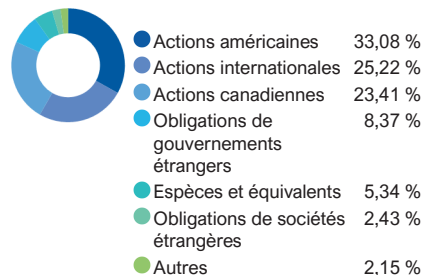 Actions américaines 33,08 %
Actions internationales 25,22 %
Actions canadiennes 23,41 %
Obligations de 8,37 %
gouvernements
étrangers
Espèces et équivalents 5,34 %
Obligations de sociétés 2,43 %
étrangères
Autres 2,15 %